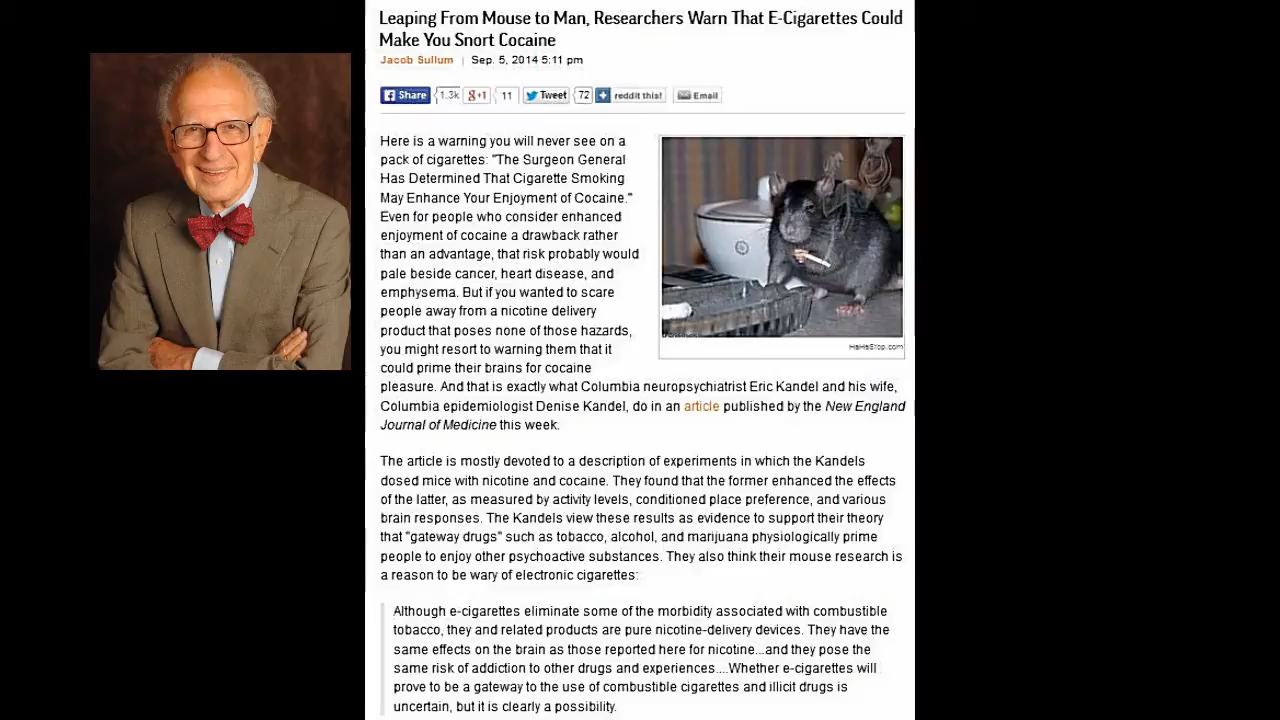 Leaping From Mouse to Man, Researchers Warn That E-Cigarettes Could
Make You Snort Cocaine
Jacob Sullum | Sep. 5, 2014 5:11 pm
Share 1.3k g+1 11 Tweet 72 reddit this! Email
Here is a warning you will never see on a
pack of cigarettes: "The Surgeon General
Has Determined That Cigarette Smoking
May Enhance Your Enjoyment of Cocaine."
Even for people who consider enhanced
enjoyment of cocaine a drawback rather
than an advantage, that risk probably would
pale beside cancer, heart disease, and
emphysema. But if you wanted to scare
people away from a nicotine delivery
product that poses none of those hazards,
you might resort to warning them that it
HaHaStop.com
could prime their brains for cocaine
pleasure. And that is exactly what Columbia neuropsychiatrist Eric Kandel and his wife,
Columbia epidemiologist Denise Kandel, do in an article published by the New England
Journal of Medicine this week.
The article is mostly devoted to a description of experiments in which the Kandels
dosed mice with nicotine and cocaine. They found that the former enhanced the effects
of the latter, as measured by activity levels, conditioned place preference, and various
brain responses. The Kandels view these results as evidence to support their theory
that "gateway drugs" such as tobacco, alcohol, and marijuana physiologically prime
people to enjoy other psychoactive substances. They also think their mouse research is
a reason to be wary of electronic cigarettes:
Although e-cigarettes eliminate some of the morbidity associated with combustible
tobacco, they and related products are pure nicotine-delivery devices. They have the
same effects on the brain as those reported here for nicotine...and they pose the
same risk of addiction to other drugs and experiences....Whether e-cigarettes will
prove to be a gateway to the use of combustible cigarettes and illicit drugs is
uncertain, but it is clearly a possibility.